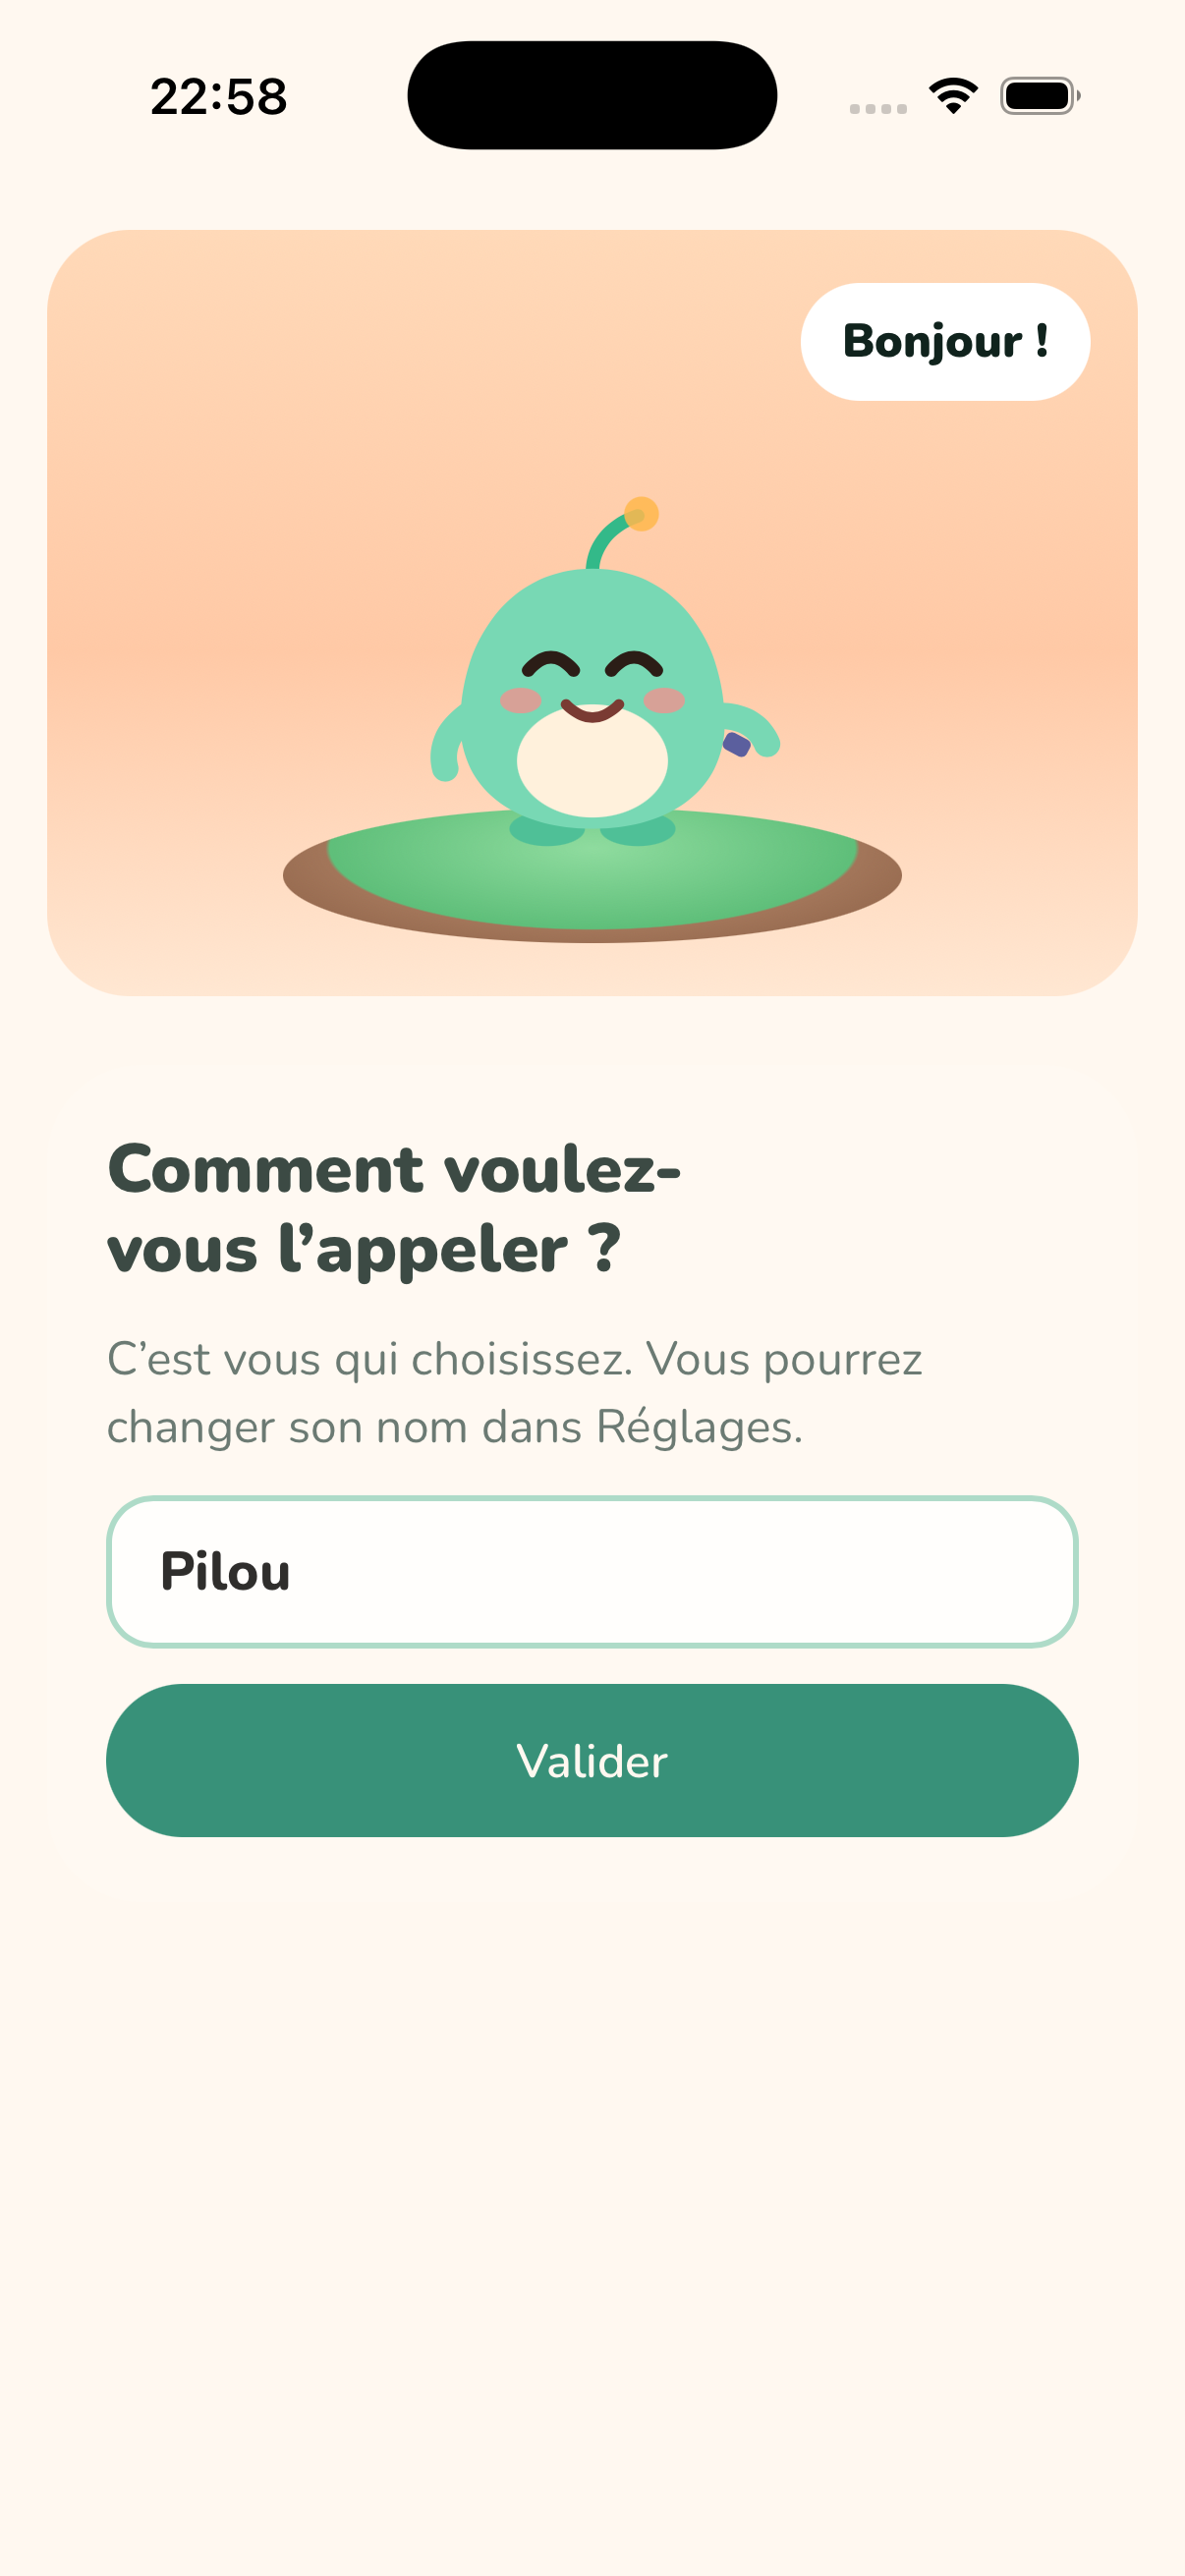 22:58
Bonjour !
Comment voulez-
vous l’appeler ?
C’est vous qui choisissez. Vous pourrez
changer son nom dans Réglages.
Pilou
Valider